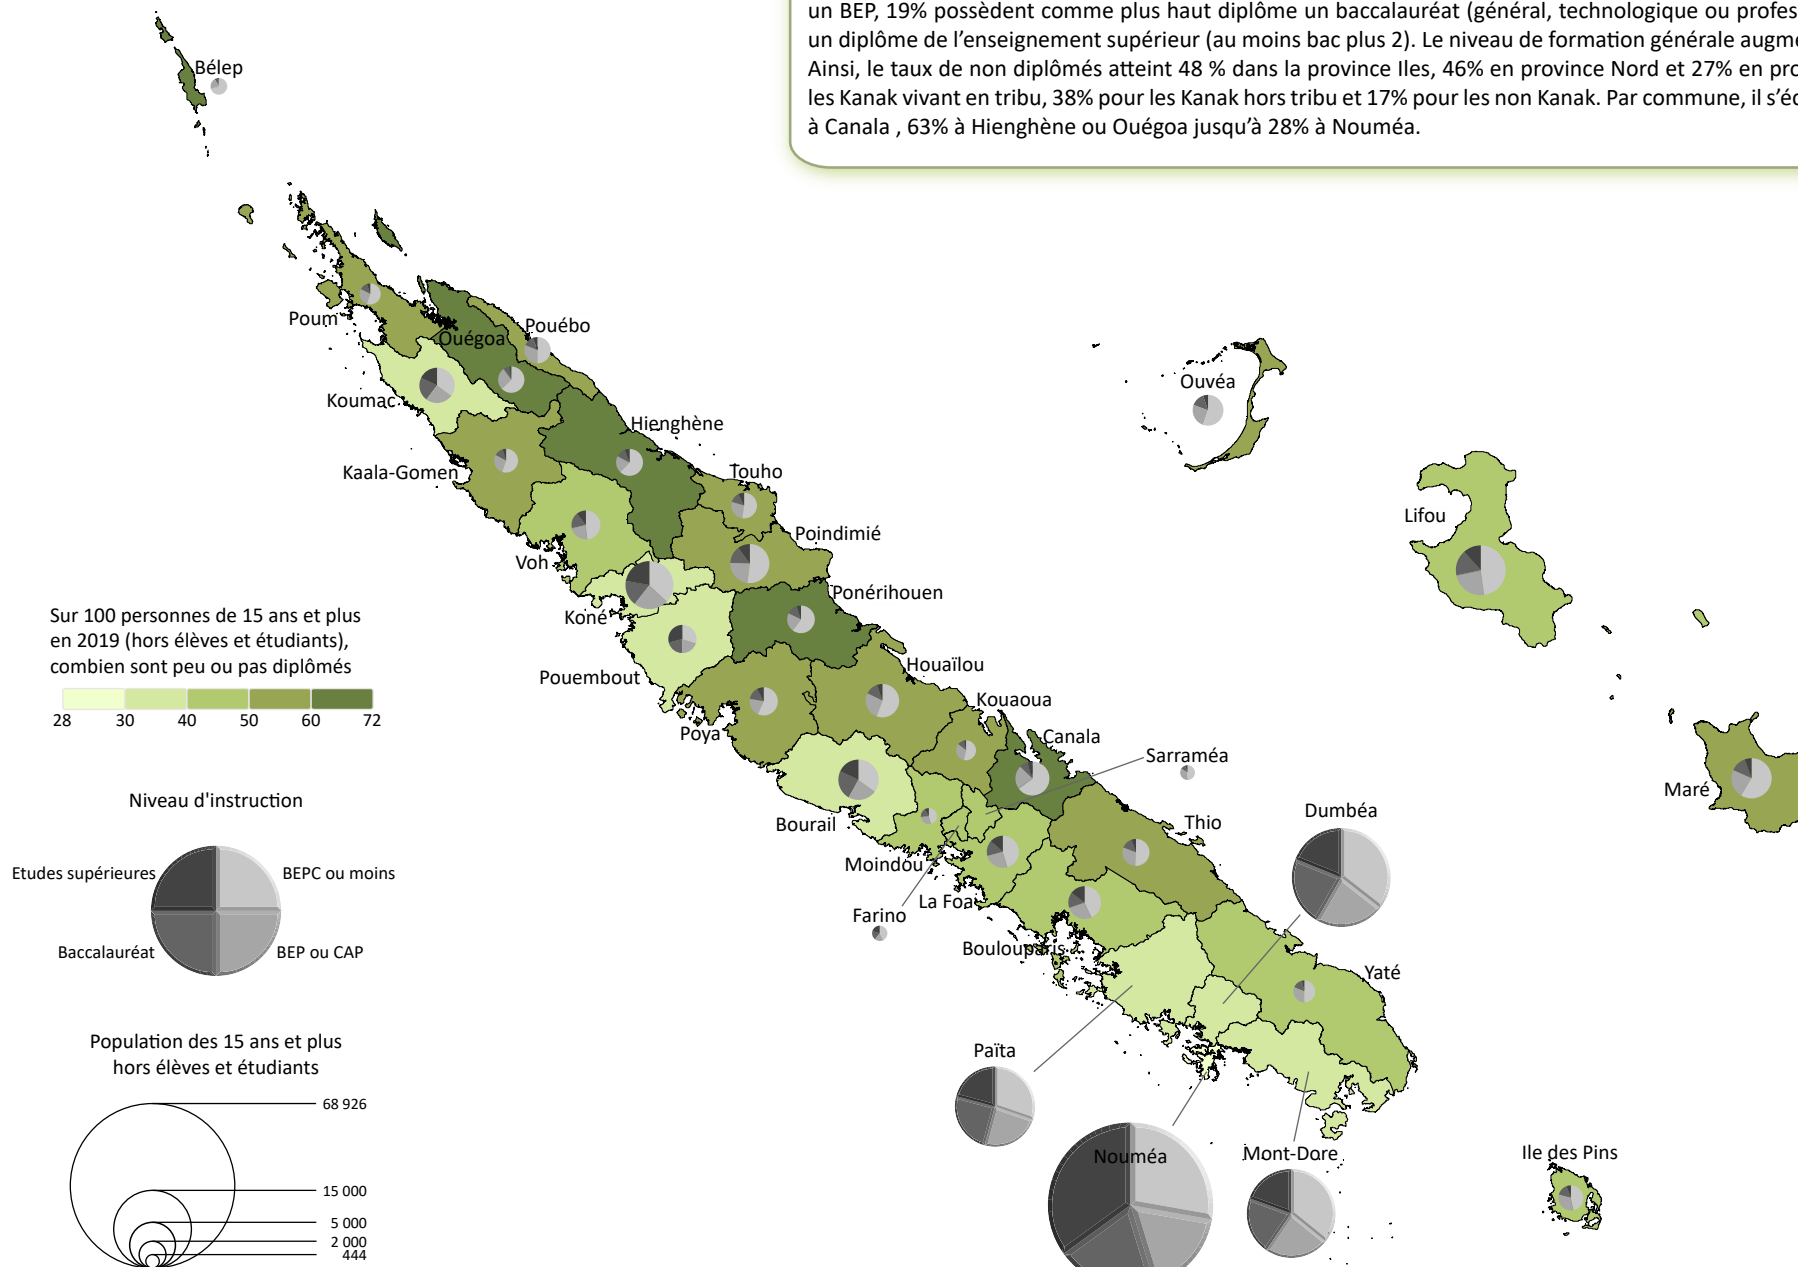 un BEP, 19% possèdent comme plus haut diplôme un baccalauréat (général, technologique ou profes
un diplôme de l'enseignement supérieur (au moins bac plus 2). Le niveau de formation générale augme
Ainsi, le taux de non diplômés atteint 48 % dans la province Iles, 46% en province Nord et 27% en pro
les Kanak vivant en tribu, 38% pour les Kanak hors tribu et 17% pour les non Kanak. Par commune, il s'éc
à Canala , 63% à Hienghène ou Ouégoa jusqu'à 28% à Nouméa.
Bélep
Poum
Ouégoa
Pouébo
Koumac
Ouvéa
Hienghène
Kaala-Gomen
Touho
Lifou
Poindimié
Voh
Ponérihouen
Koné
Houaïlou
Pouembout
Kouaoua
Poya
Canala
Sarraméa
Maré
Bourail
Dumbéa
Thio
Moindou
La Foa
Farino
Boulouparis
Yaté
Païta
Nouméa
Mont-Dore
Ile des Pins
Sur 100 personnes de 15 ans et plus
en 2019 (hors élèves et étudiants),
combien sont peu ou pas diplômés
28 30 40 50 60 72
Niveau d'instruction
Etudes supérieures
BEPC ou moins
Baccalauréat
BEP ou CAP
Population des 15 ans et plus
hors élèves et étudiants
68 926
15 000
5 000
2 000
444